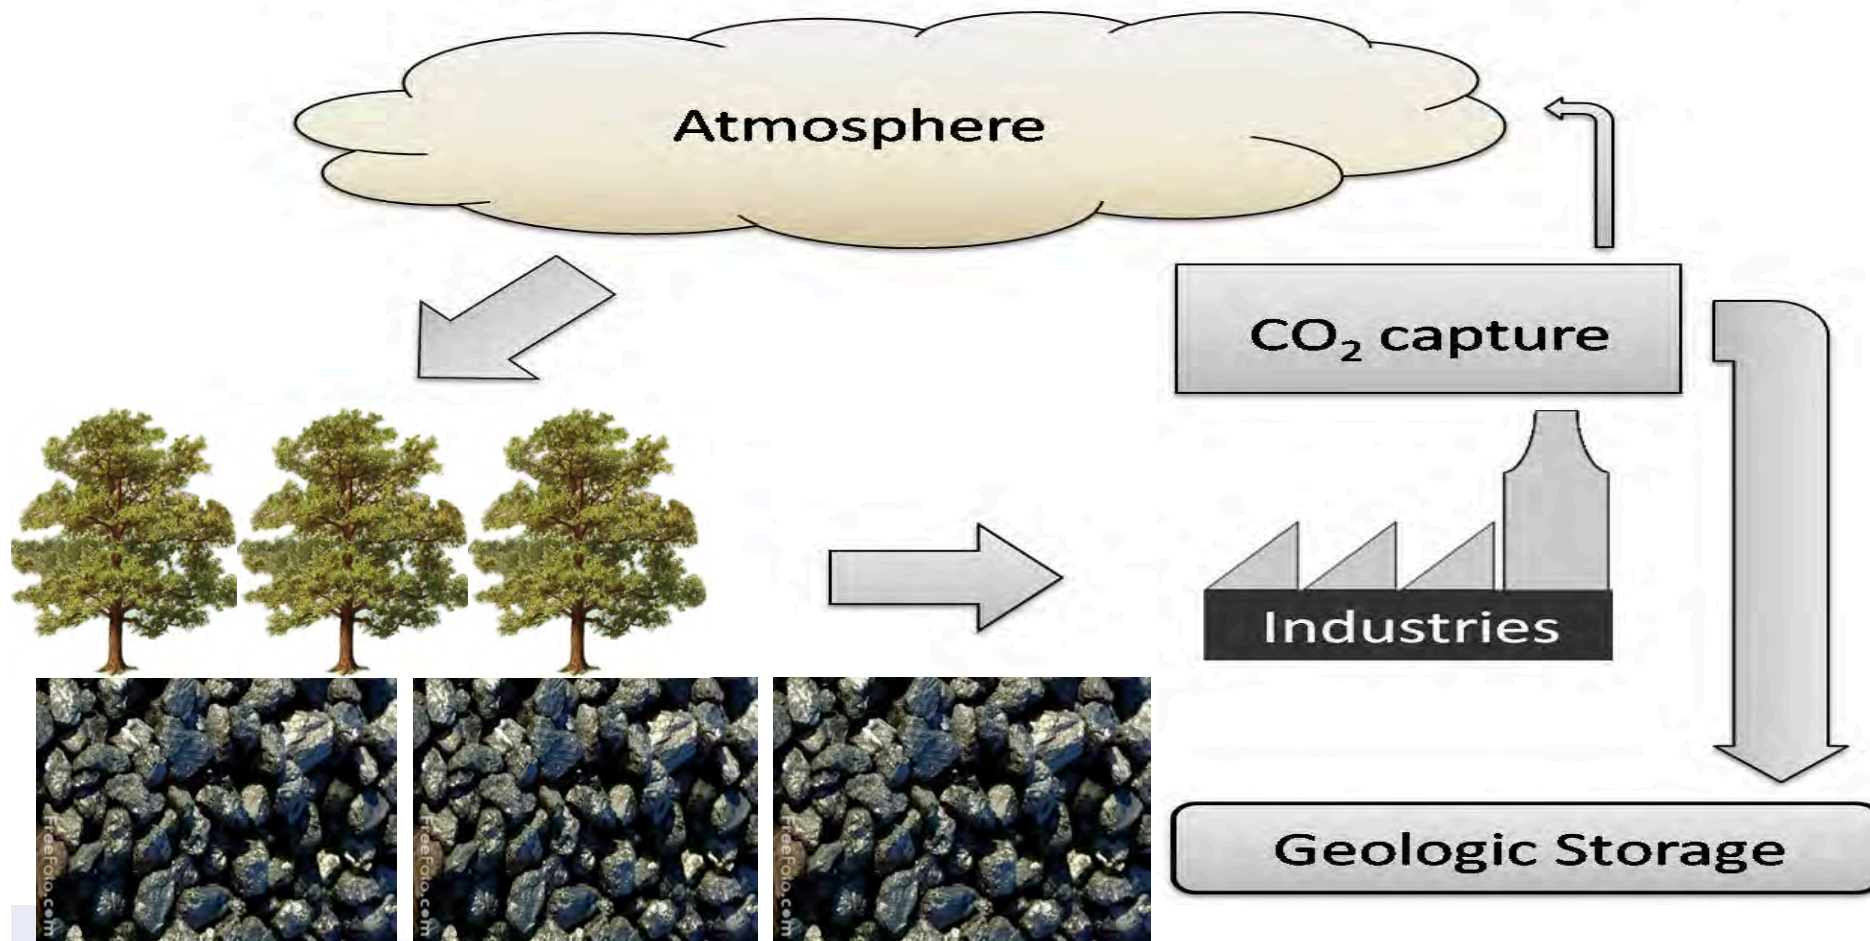 Atmosphere
CO₂ capture
Industries
Geologic Storage
FreeFoto.com
FreeFoto.com
FreeFoto.com